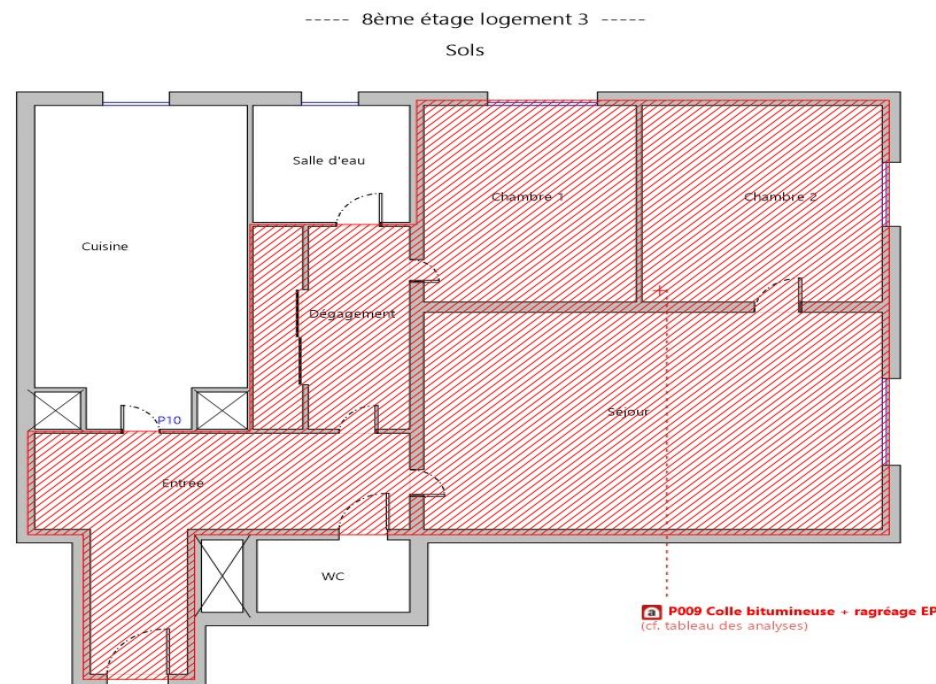 ----- 8ème étage logement 3 -----
Sols
Salle d'eau
Chambre 1
Chambre 2
Cuisine
Dégagement
P10
Séjour
Entrée
WC
a P009 Colle bitumineuse + ragréage EP
(cf. tableau des analyses)